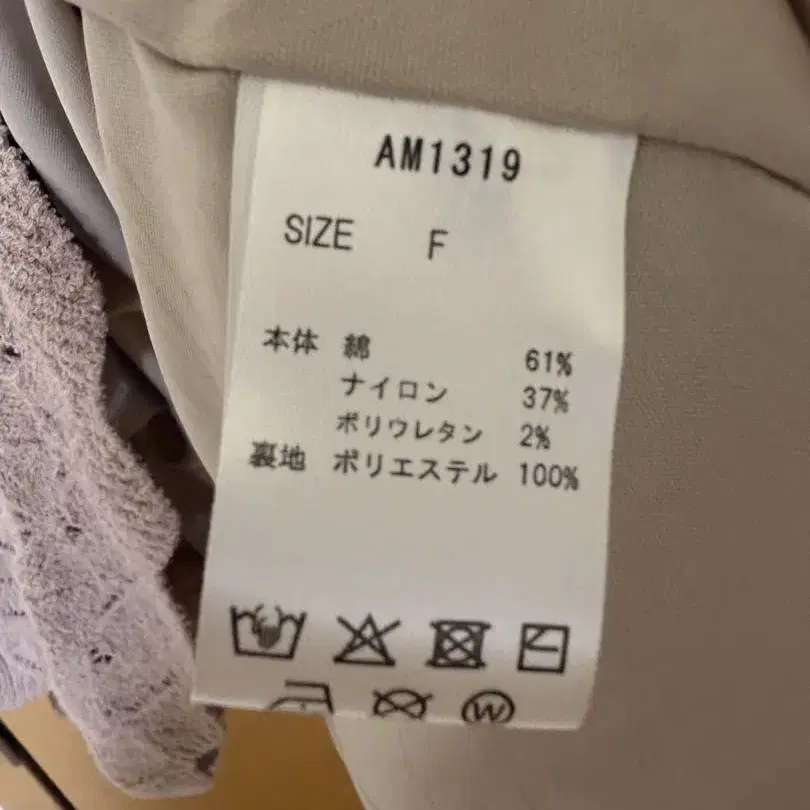 AM1319
SIZE F
本体 綿 61%
ナイロン 37%
ポリウレタン 2%
裏地 ポリエステル 100%
W